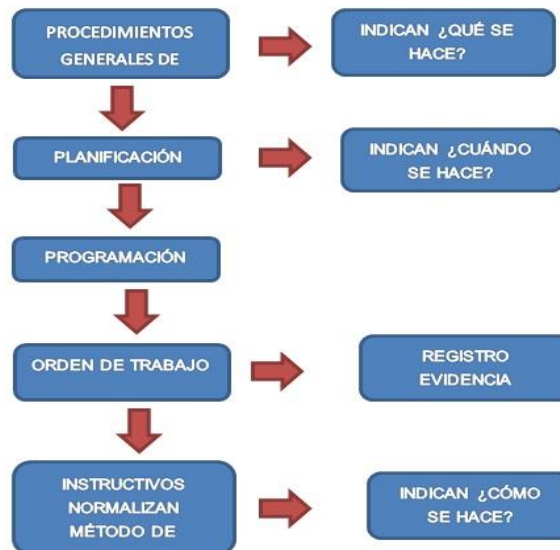 PROCEDIMIENTOS
GENERALES DE
INDICAN ¿QUÉ SE
HACE?
PLANIFICACIÓN
INDICAN ¿CUÁNDO
SE HACE?
PROGRAMACIÓN
ORDEN DE TRABAJO
REGISTRO
EVIDENCIA
INSTRUCTIVOS
NORMALIZAN
MÉTODO DE
INDICAN ¿CÓMO
SE HACE?